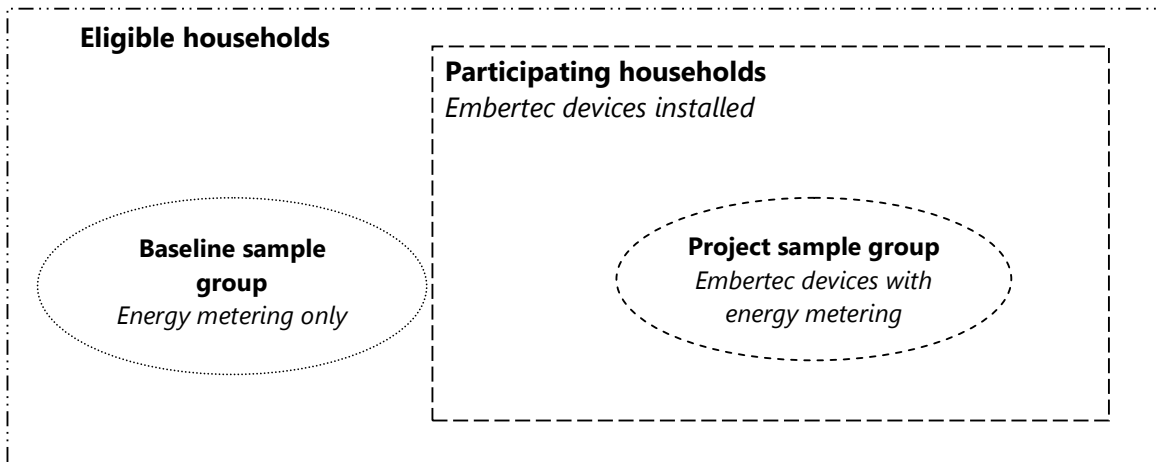 Eligible households
Participating households
Embertec devices installed
Baseline sample
group
Energy metering only
Project sample group
Embertec devices with
energy metering